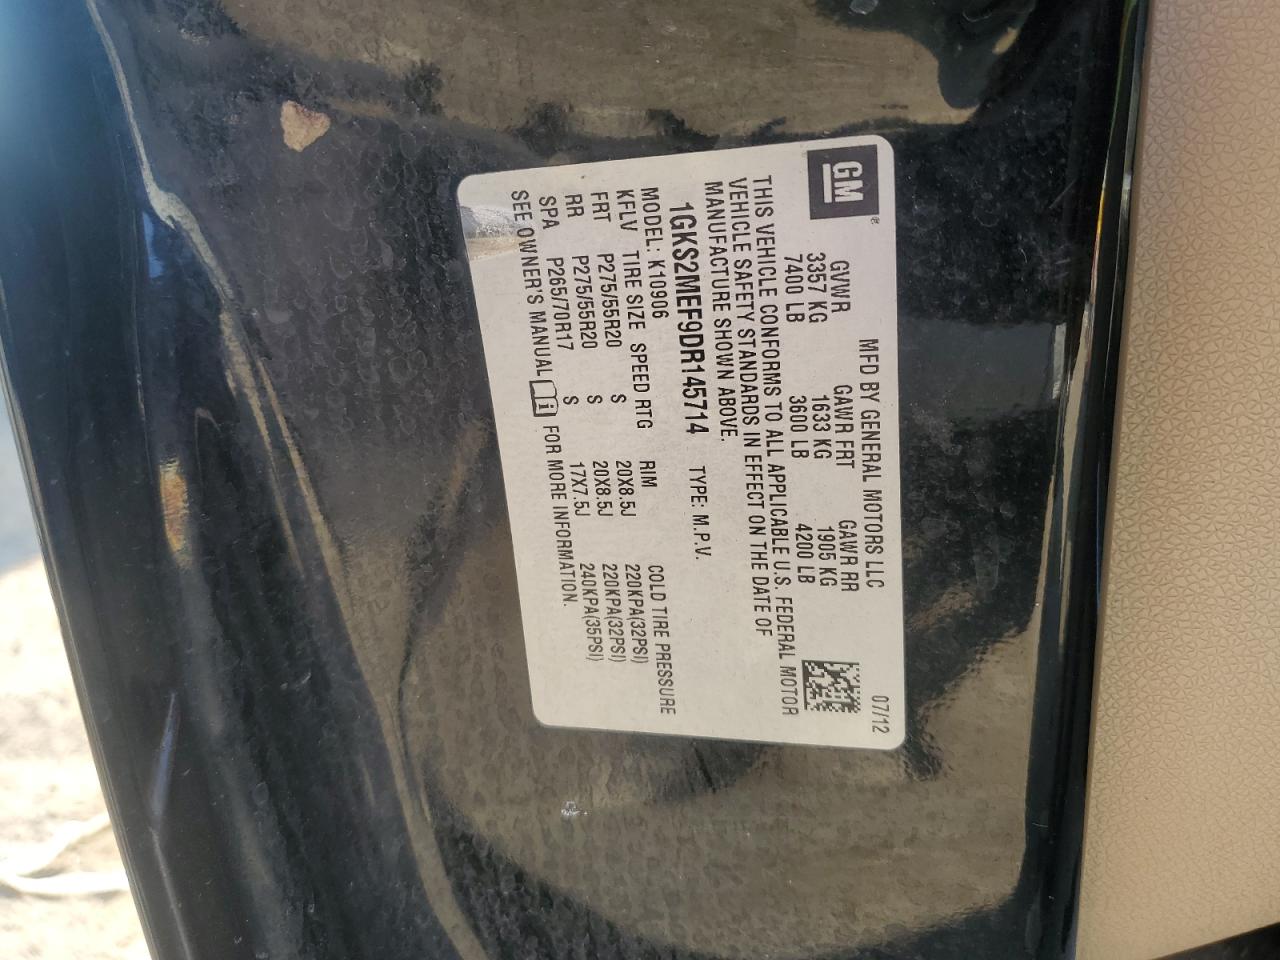 GM®
MFD BY GENERAL MOTORS LLC 07/12
GVWR GAWR FRT GAWR RR
3357 KG 1633 KG 1905 KG
7400 LB 3600 LB 4200 LB
THIS VEHICLE CONFORMS TO ALL APPLICABLE U.S. FEDERAL MOTOR
VEHICLE SAFETY STANDARDS IN EFFECT ON THE DATE OF
MANUFACTURE SHOWN ABOVE.
1GKS2MEF9DR145714 TYPE: M.P.V.
MODEL: K10906
KFLV TIRE SIZE SPEED RTG RIM COLD TIRE PRESSURE
FRT P275/55R20 S 20X8.5J 220KPA(32PSI)
RR P275/55R20 S 20X8.5J 220KPA(32PSI)
SPA P265/70R17 S 17X7.5J 240KPA(35PSI)
SEE OWNER'S MANUAL i FOR MORE INFORMATION.